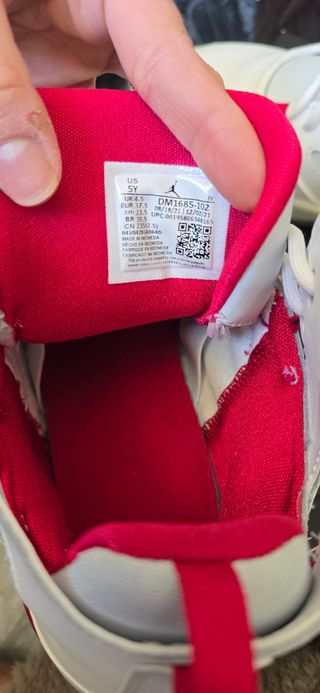 US
5Y
UK 4.5
EUR 37.5
cm 23.5
BR 35.5
CN 235(2.5)
DM1685-102
08/18/21 12/02/21
UPC 00195866348165
MADE IN INDONESIA
FABRIQUE EN INDONESIE
FABRICADO EN INDONESIA